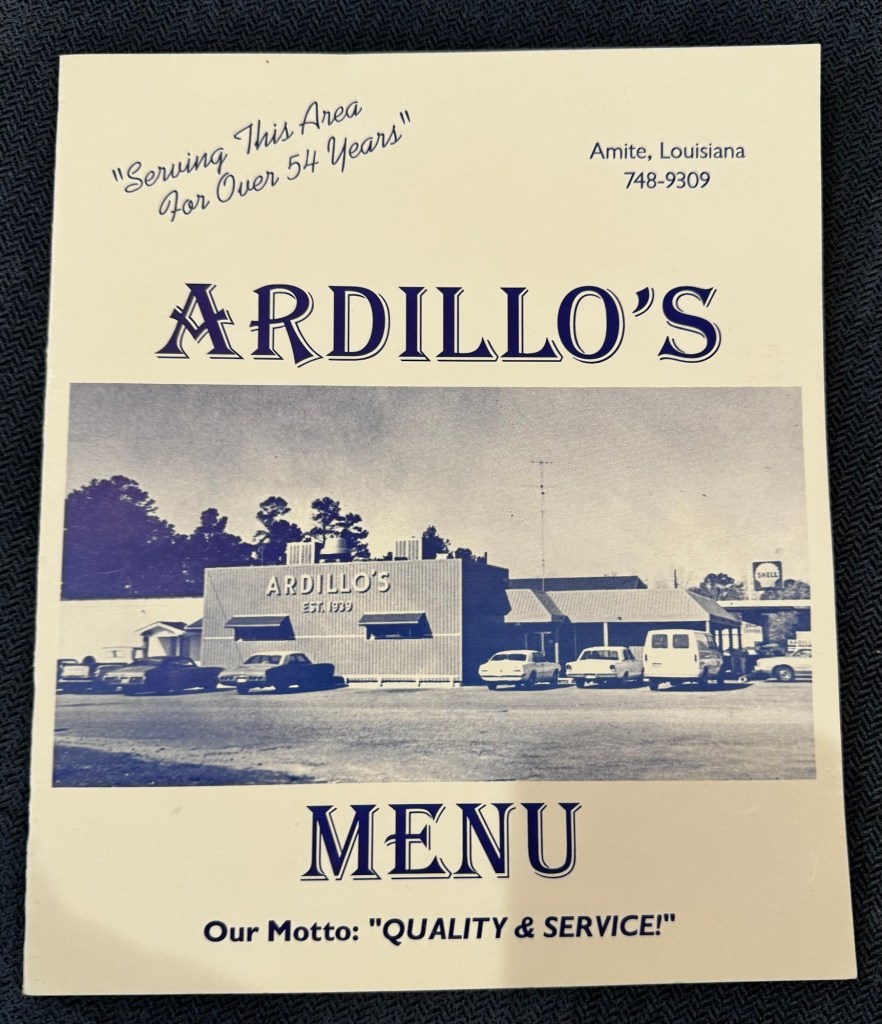 "Serving This Area
For Over 54 Years"
Amite, Louisiana
748-9309
ARDILLO'S
ARDILLO'S
EST. 1939
SHELL
MENU
Our Motto: "QUALITY & SERVICE!"